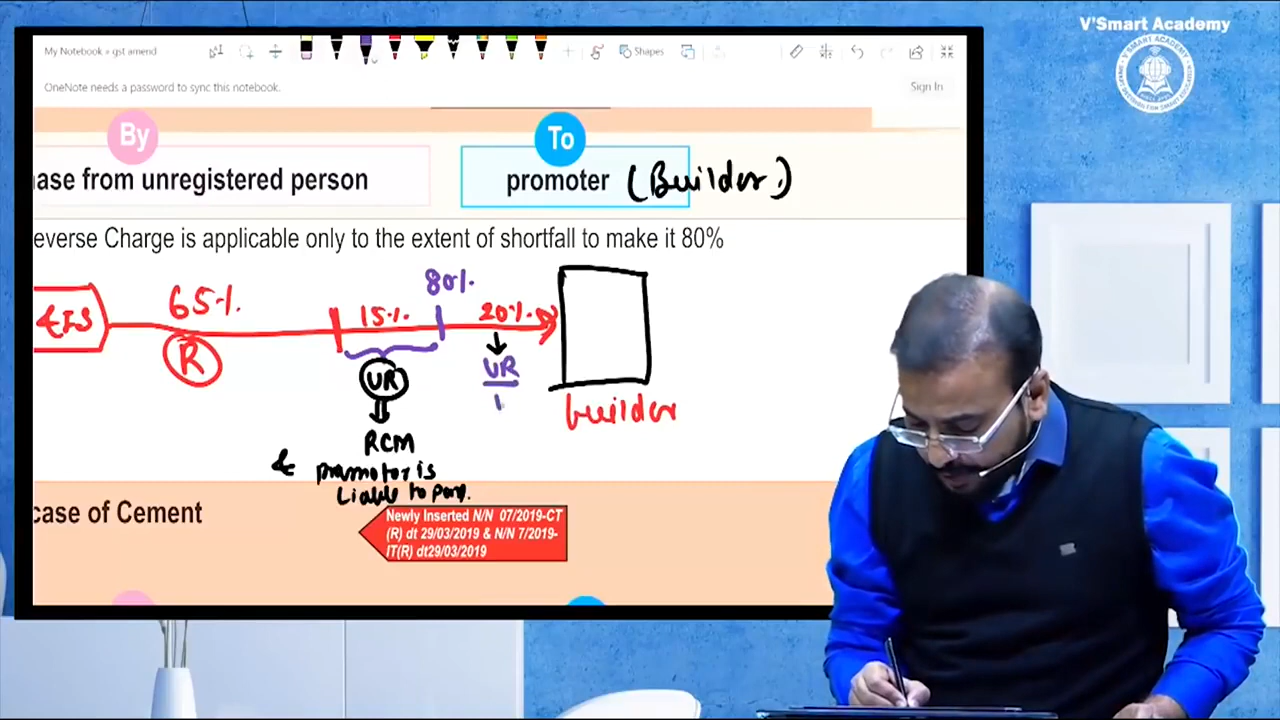 V'Smart Academy
My Notebook » gst amend
Shapes
OneNote needs a password to sync this notebook.
Sign In
By
To
ase from unregistered person
promoter (Builder)
everse Charge is applicable only to the extent of shortfall to make it 80%
80%
65%
15%
20%
R
UR
UR
builder
RCM
& promotor is
Liable to pay.
case of Cement
Newly Inserted N/N 07/2019-CT
(R) dt 29/03/2019 & N/N 7/2019-
IT(R) dt29/03/2019